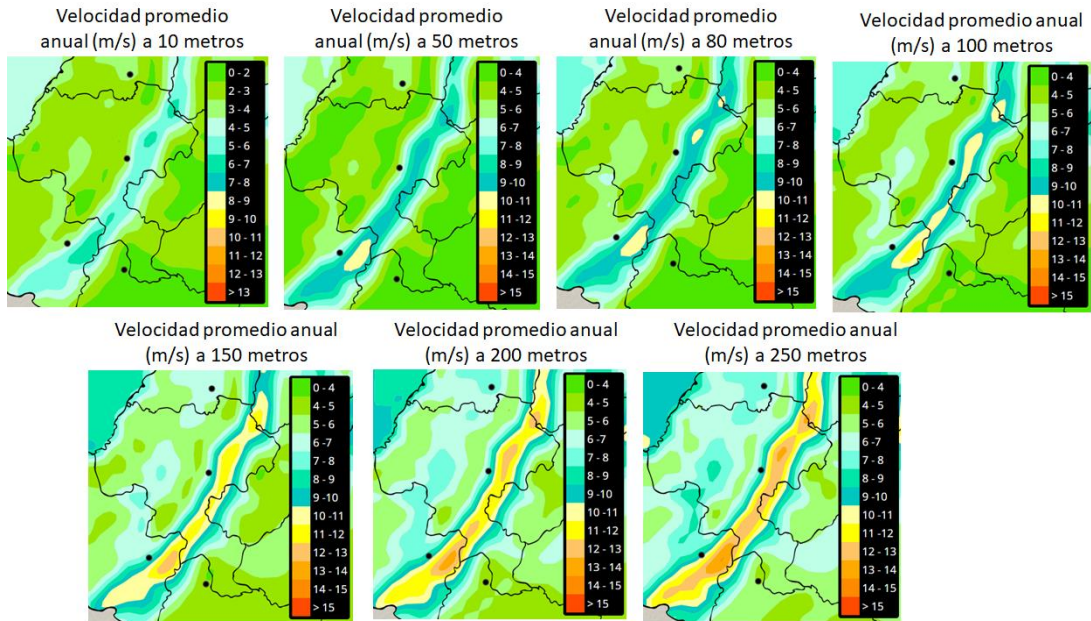 Velocidad promedio
anual (m/s) a 10 metros
0 - 2
2 - 3
3 - 4
4 - 5
5 - 6
6 - 7
7 - 8
8 - 9
9 - 10
10 - 11
11 - 12
12 - 13
> 13
Velocidad promedio
anual (m/s) a 50 metros
0 - 4
4 - 5
5 - 6
6 - 7
7 - 8
8 - 9
9 -10
10 - 11
11 -12
12 - 13
13 - 14
14 - 15
> 15
Velocidad promedio
anual (m/s) a 80 metros
0 - 4
4 - 5
5 - 6
6 - 7
7 - 8
8 - 9
9 -10
10 - 11
11 -12
12 - 13
13 - 14
14 - 15
> 15
Velocidad promedio anual
(m/s) a 100 metros
0 - 4
4 - 5
5 - 6
6 - 7
7 - 8
8 - 9
9 -10
10 - 11
11 -12
12 - 13
13 - 14
14 - 15
> 15
Velocidad promedio anual
(m/s) a 150 metros
0 - 4
4 - 5
5 - 6
6 - 7
7 - 8
8 - 9
9 -10
10 - 11
11 -12
12 - 13
13 - 14
14 - 15
> 15
Velocidad promedio anual
(m/s) a 200 metros
0 - 4
4 - 5
5 - 6
6 - 7
7 - 8
8 - 9
9 -10
10 - 11
11 -12
12 - 13
13 - 14
14 - 15
> 15
Velocidad promedio anual
(m/s) a 250 metros
0 - 4
4 - 5
5 - 6
6 - 7
7 - 8
8 - 9
9 -10
10 - 11
11 -12
12 - 13
13 - 14
14 - 15
> 15